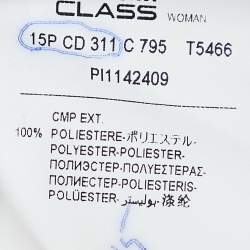 CLASS WOMAN
15P CD 311 C 795 T5466
PI1142409
CMP EXT.
100% POLIESTERE-ポリエステル-
POLYESTER-POLIESTER-
ПОЛИЭСТЕР-ΠΟΛΥΕΣΤΕΡΑΣ-
ПОЛИЕСТЕР-POLIESTERIS-
POLÜESTER- بوليستر -涤纶